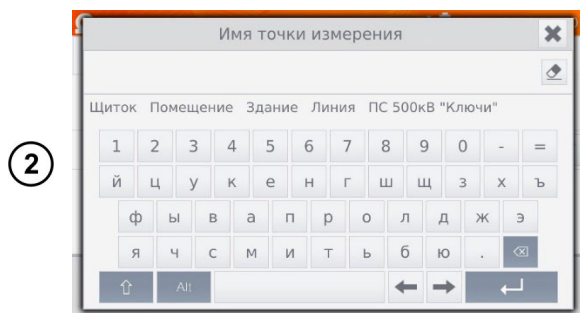 Имя точки измерения
Щиток Помещение Здание Линия ПС 500кВ "Ключи"
2
1 2 3 4 5 6 7 8 9 0 - =
й ц у к е н г ш щ з х ъ
ф ы в а п р о л д ж э
я ч с м и т ь б ю .
Alt